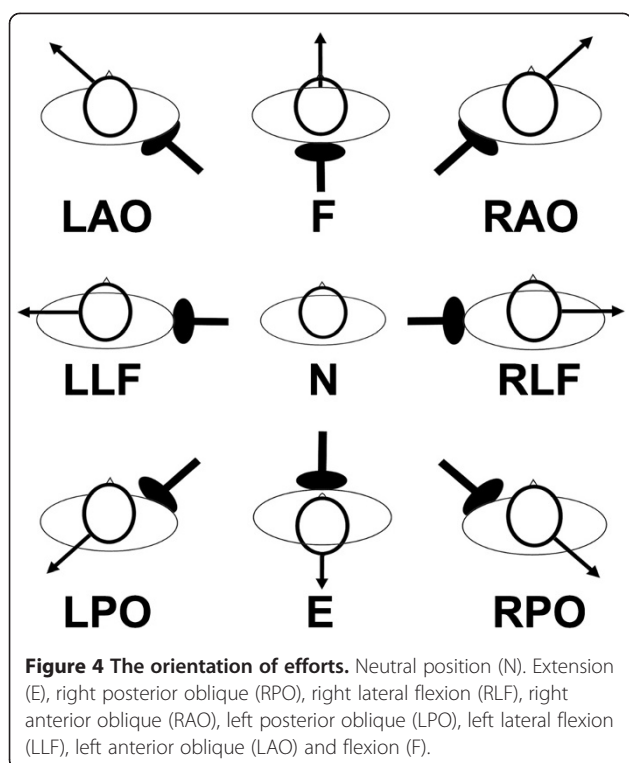 LAO F RAO
LLF N RLF
LPO E RPO
Figure 4 The orientation of efforts. Neutral position (N). Extension
(E), right posterior oblique (RPO), right lateral flexion (RLF), right
anterior oblique (RAO), left posterior oblique (LPO), left lateral flexion
(LLF), left anterior oblique (LAO) and flexion (F).